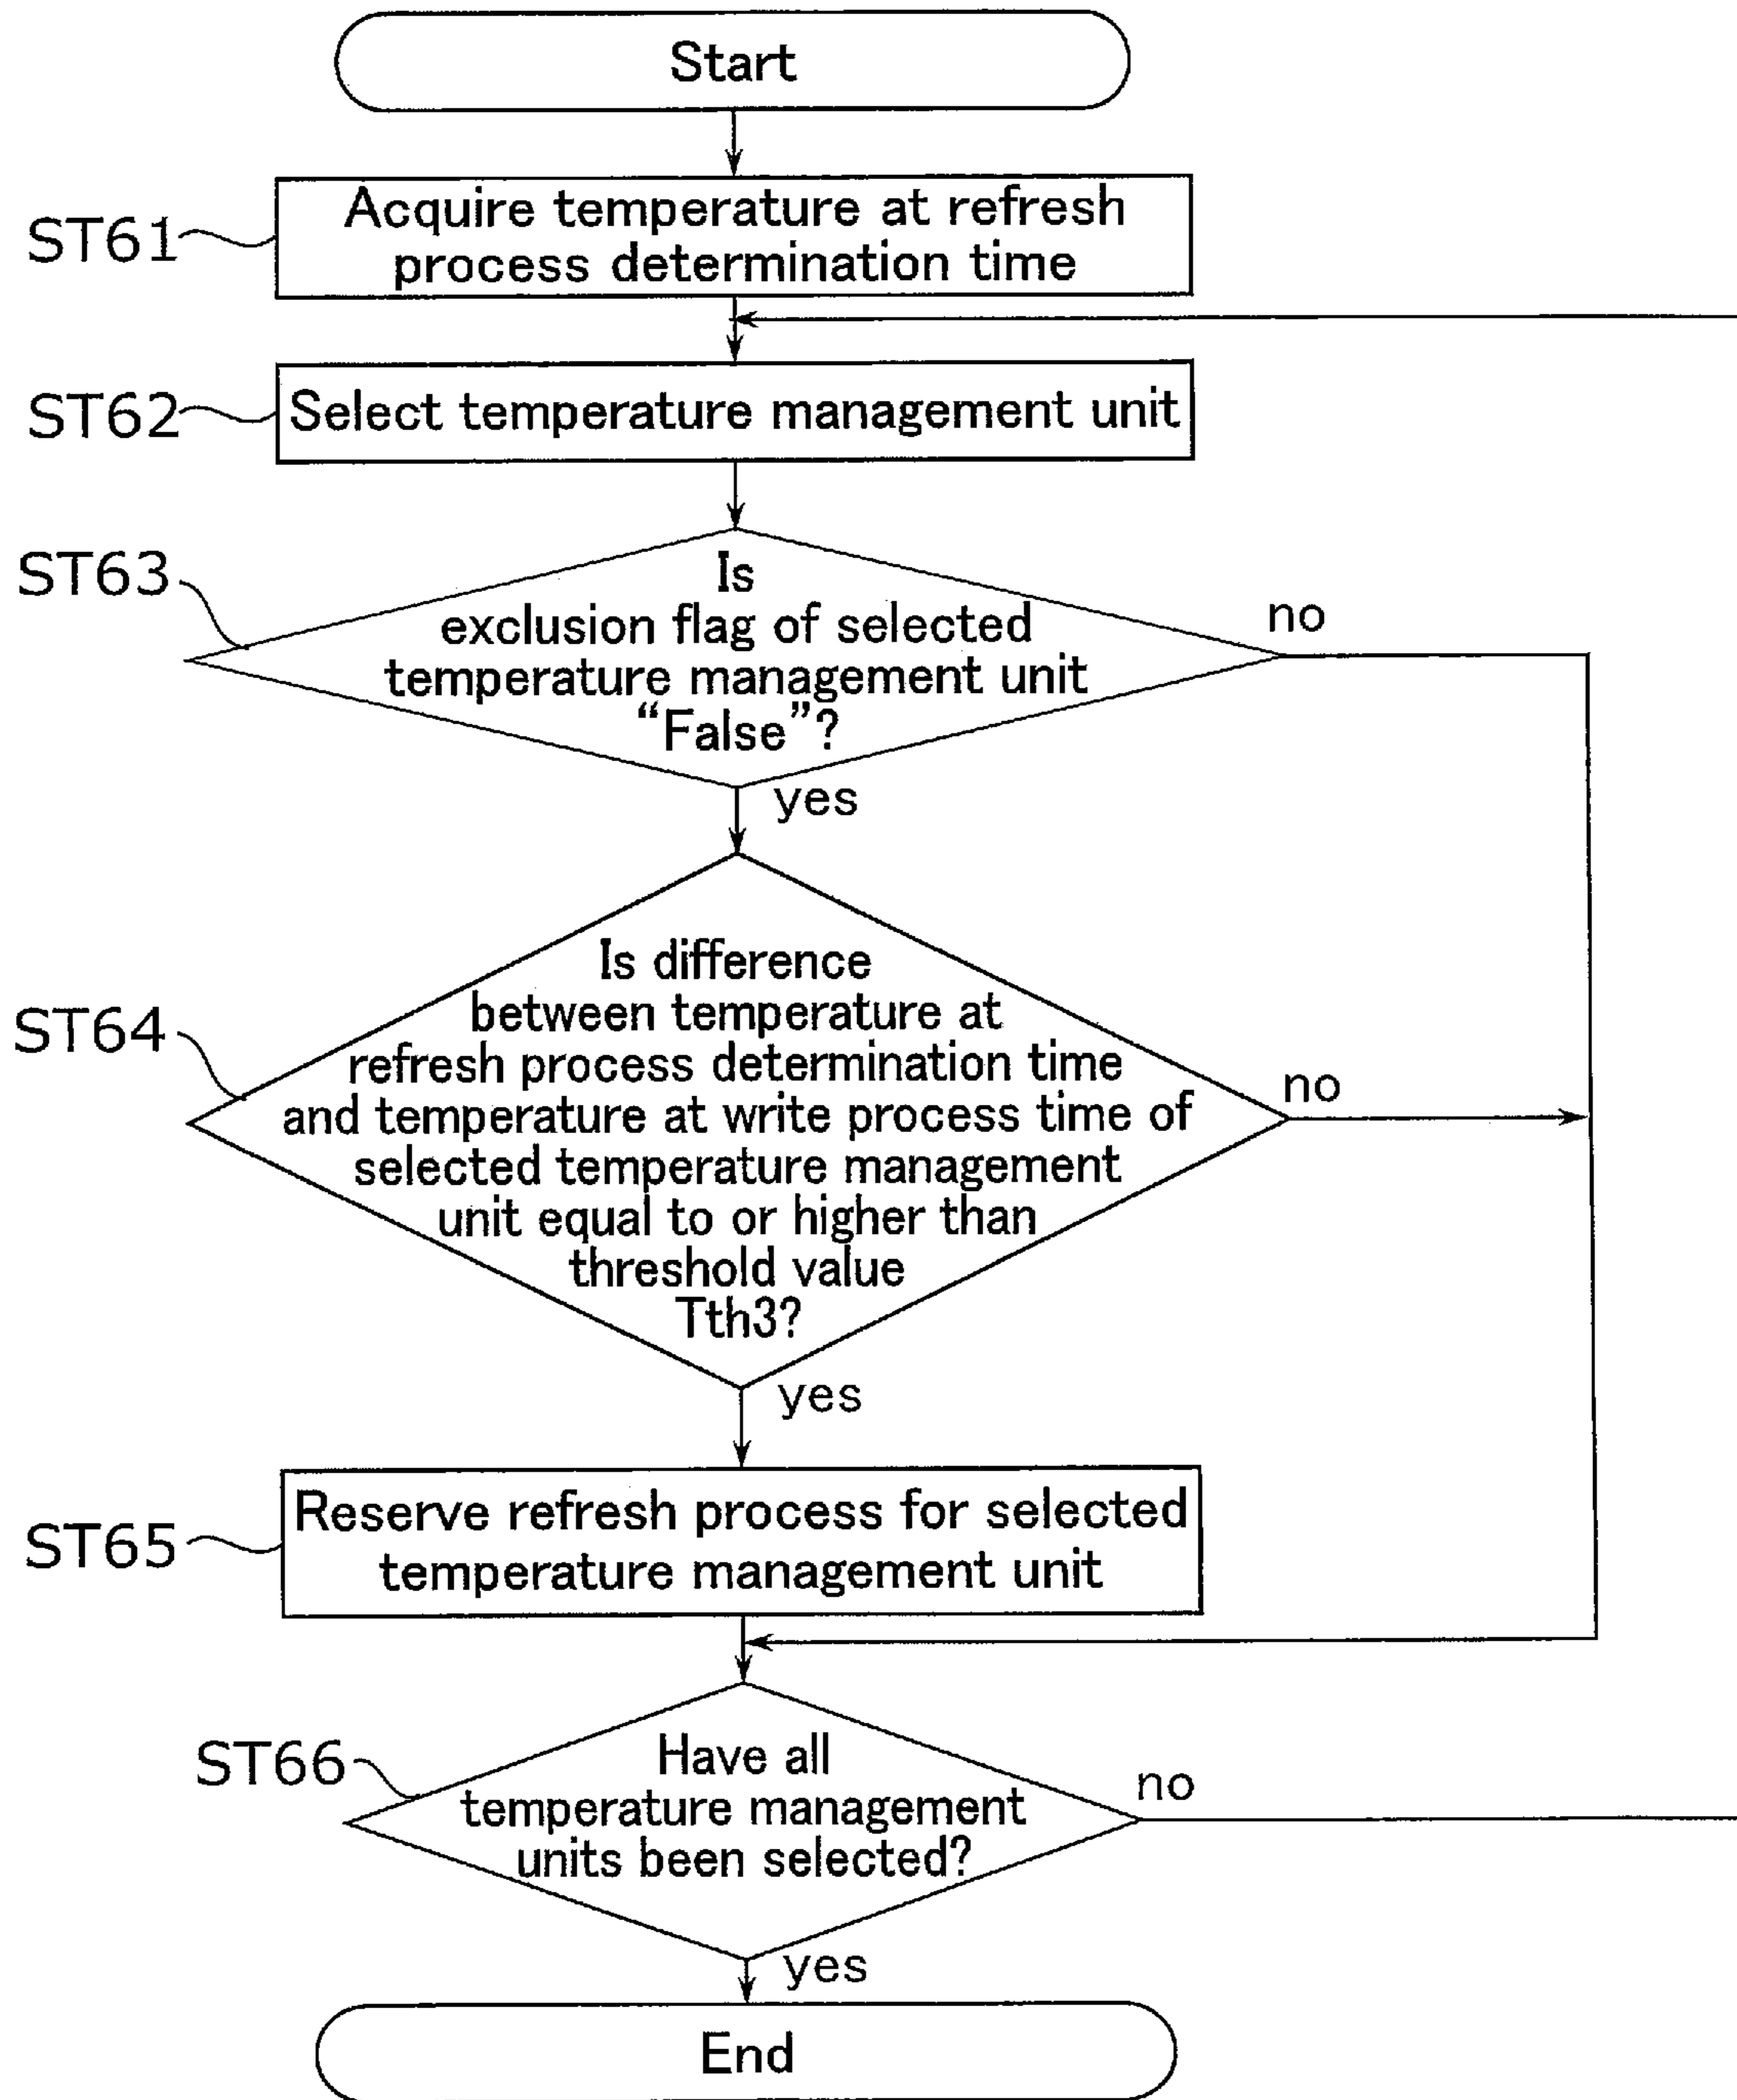 Start
ST61
Acquire temperature at refresh
process determination time
ST62
Select temperature management unit
ST63
Is
exclusion flag of selected
temperature management unit
“False”?
no
yes
ST64
Is difference
between temperature at
refresh process determination time
and temperature at write process time of
selected temperature management
unit equal to or higher than
threshold value
Tth3?
no
yes
ST65
Reserve refresh process for selected
temperature management unit
ST66
Have all
temperature management
units been selected?
no
yes
End